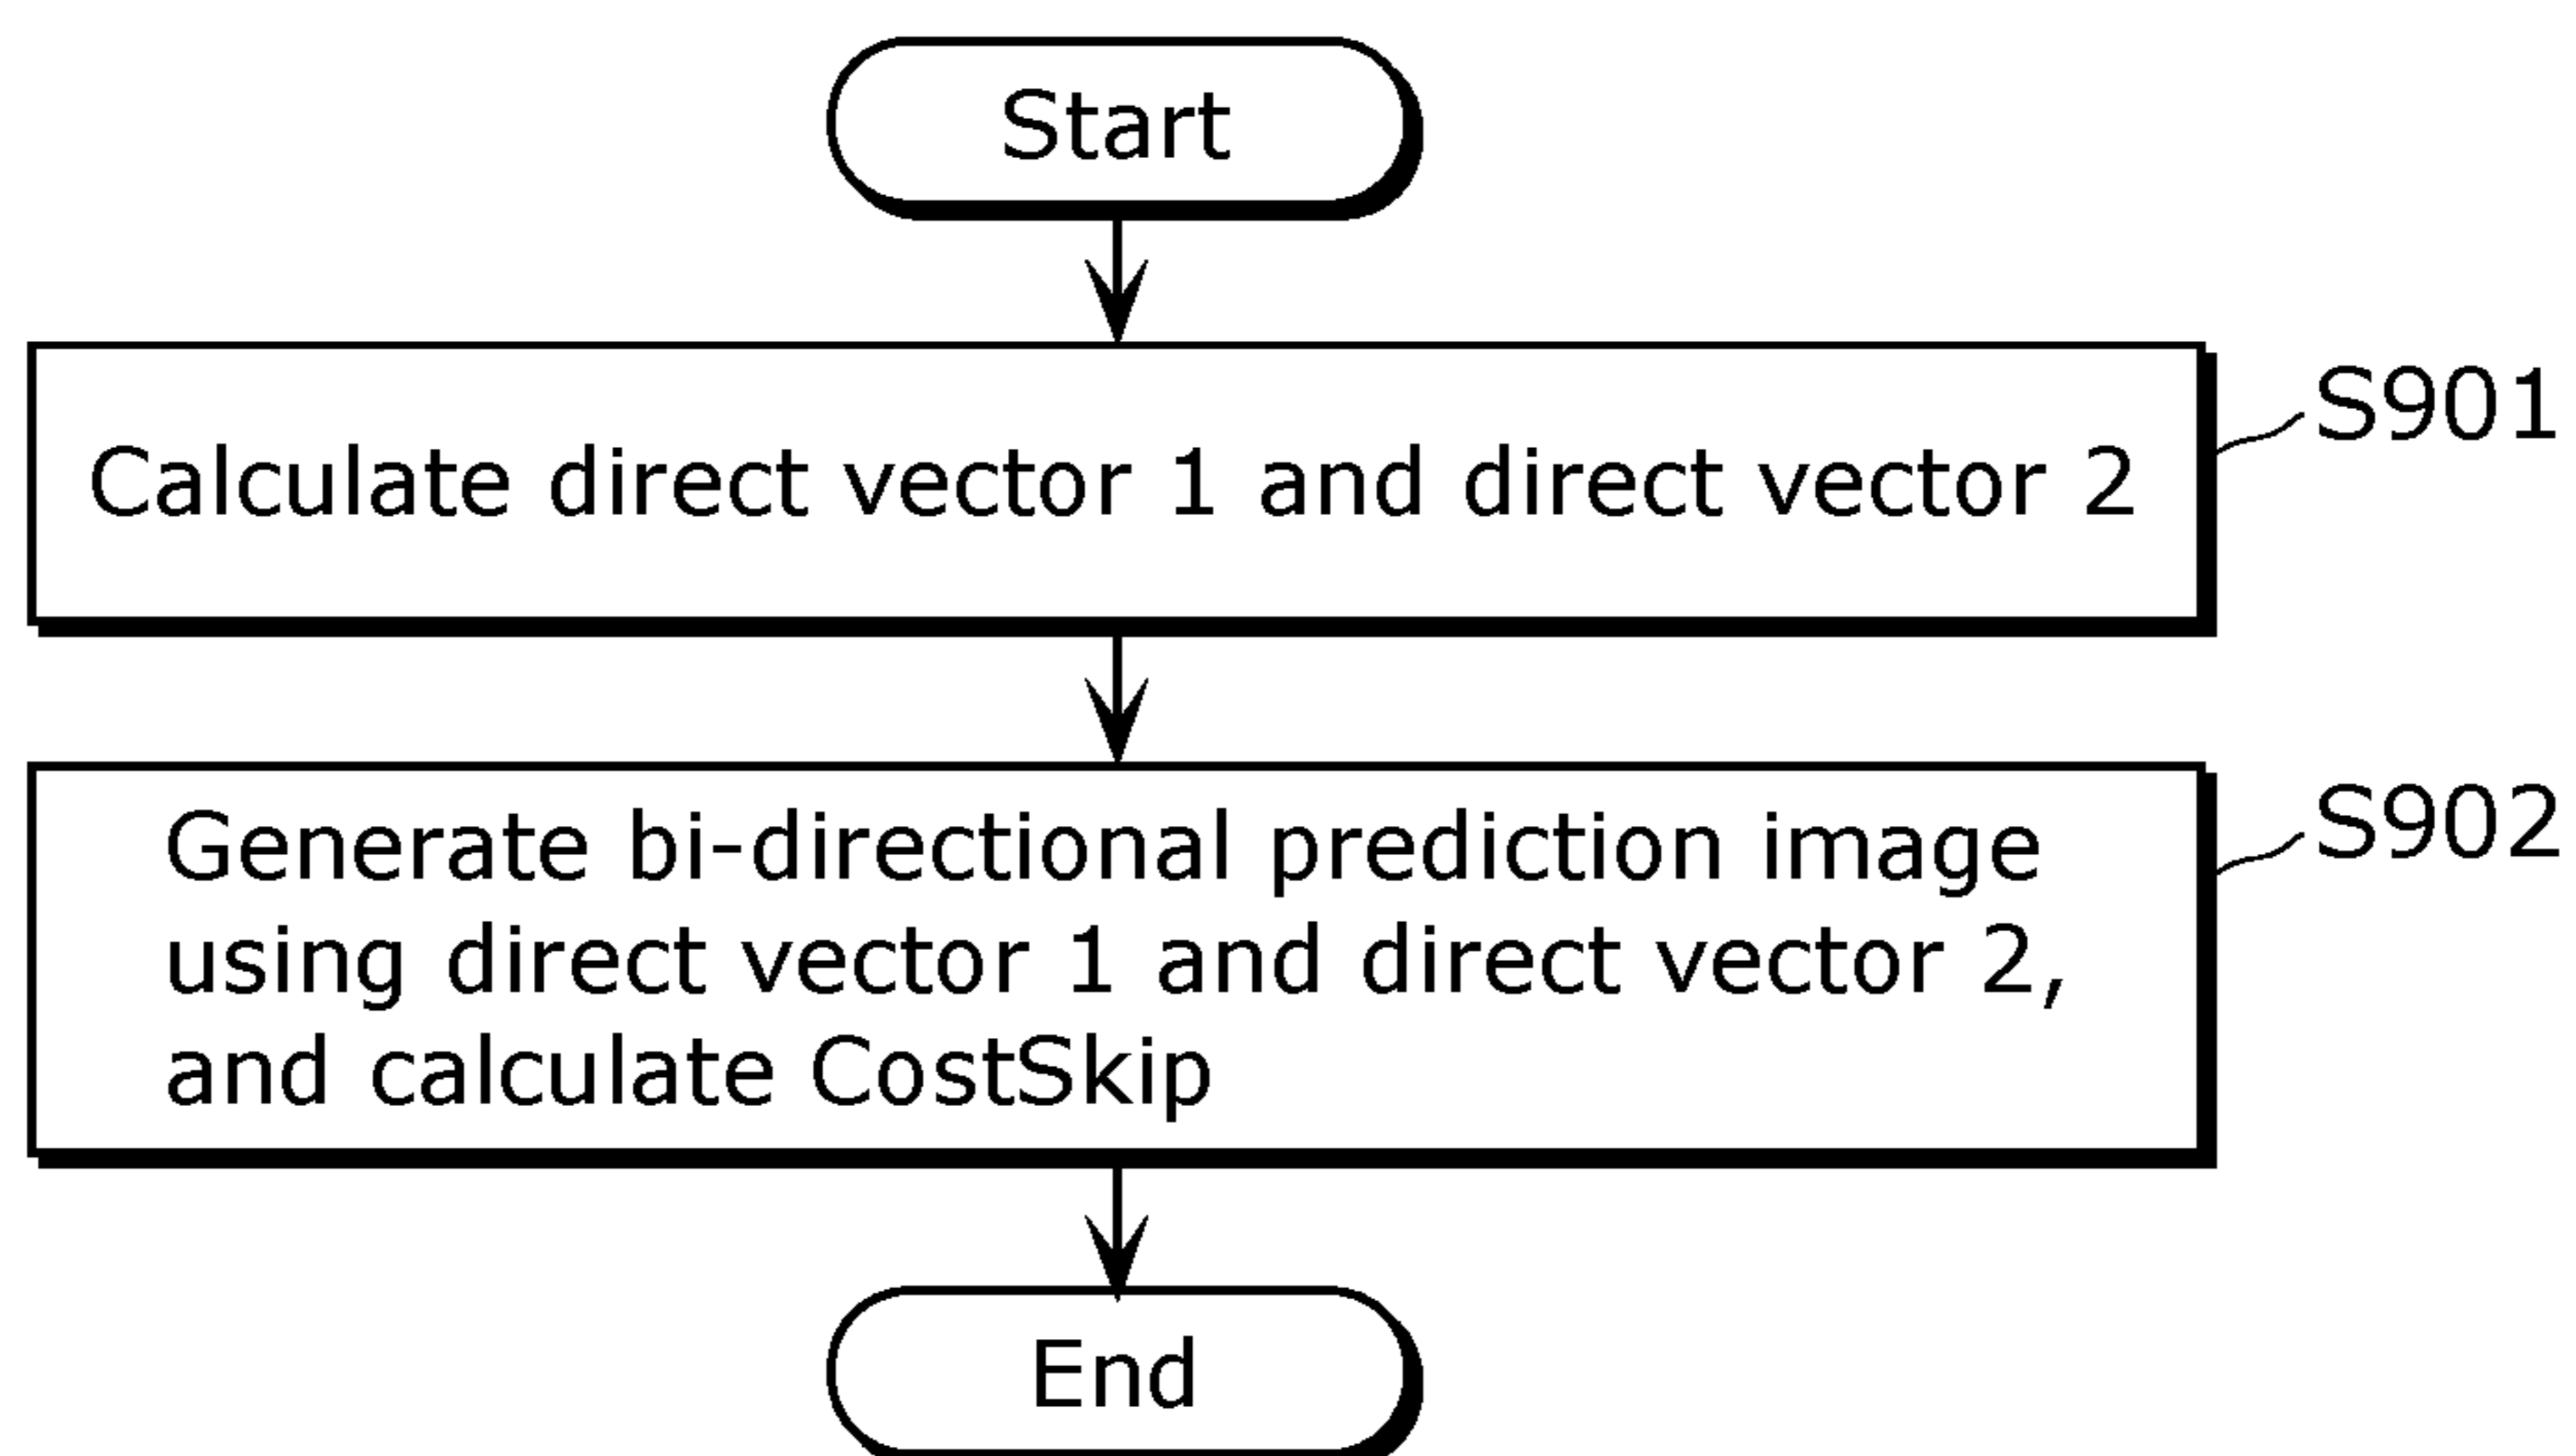 Start
Calculate direct vector 1 and direct vector 2
S901
Generate bi-directional prediction image
using direct vector 1 and direct vector 2,
and calculate CostSkip
S902
End